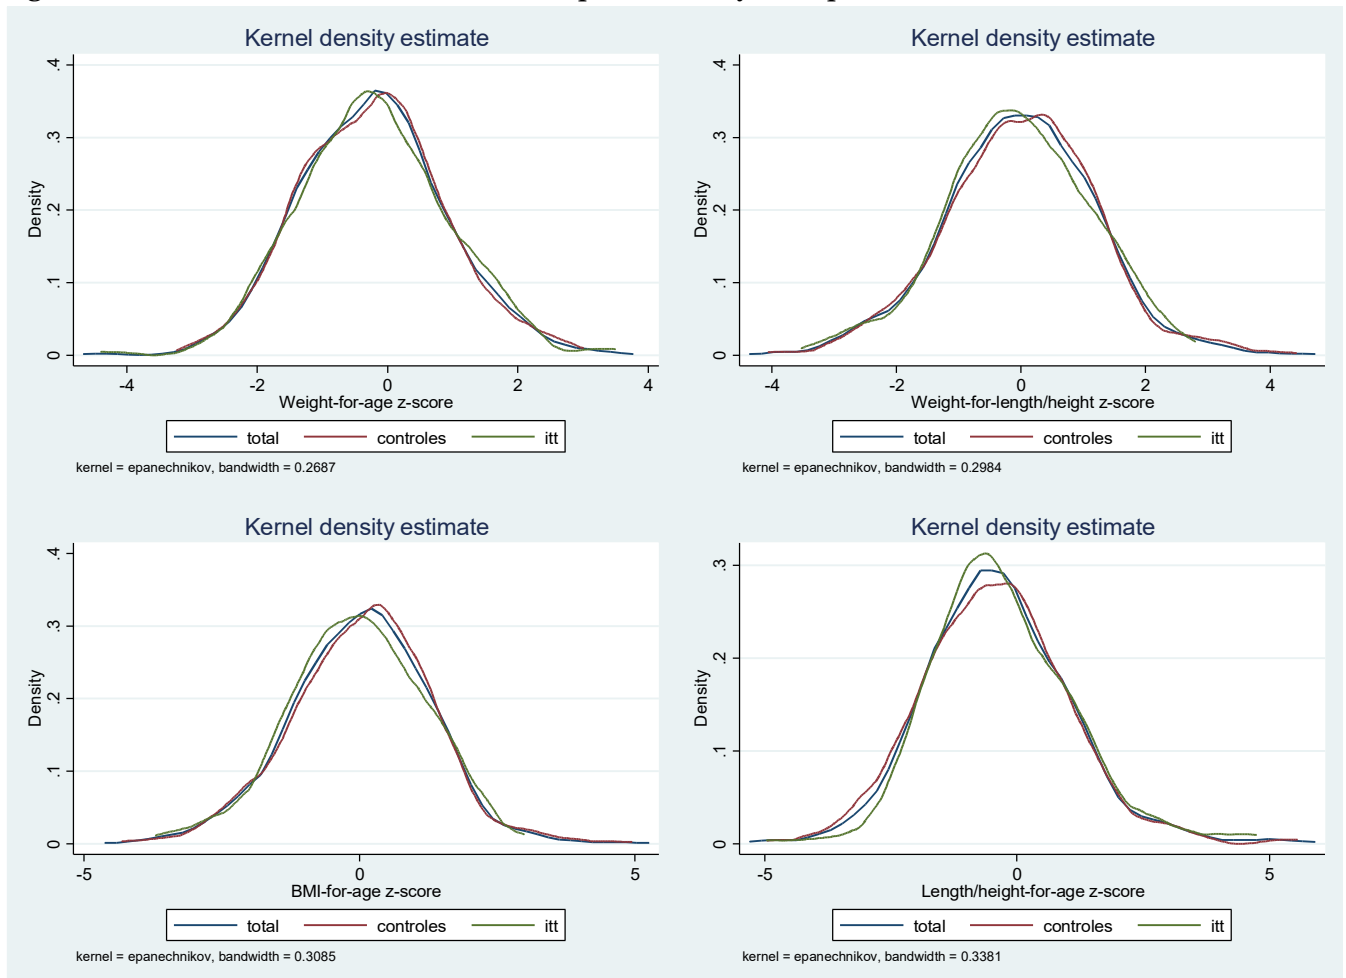 Kernel density estimate
Density
.4
.3
.2
.1
0
-4
-2
0
2
4
Weight-for-age z-score
total
controles
itt
kernel = epanechnikov, bandwidth = 0.2687
Kernel density estimate
Density
.4
.3
.2
.1
0
-4
-2
0
2
4
Weight-for-length/height z-score
total
controles
itt
kernel = epanechnikov, bandwidth = 0.2984
Kernel density estimate
Density
.4
.3
.2
.1
0
-5
0
5
BMI-for-age z-score
total
controles
itt
kernel = epanechnikov, bandwidth = 0.3085
Kernel density estimate
Density
.3
.2
.1
0
-5
0
5
Length/height-for-age z-score
total
controles
itt
kernel = epanechnikov, bandwidth = 0.3381